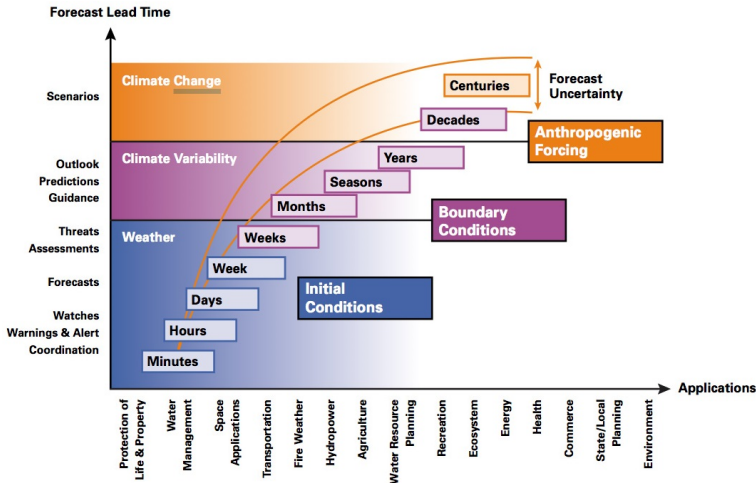 Forecast Lead Time
Climate Change
Centuries
Forecast
Uncertainty
Scenarios
Decades
Anthropogenic
Forcing
Climate Variability
Years
Outlook
Predictions
Guidance
Seasons
Months
Boundary
Conditions
Threats
Assessments
Weather
Weeks
Week
Forecasts
Initial
Conditions
Days
Watches
Warnings & Alert
Coordination
Hours
Minutes
Applications
Protection of
Life & Property
Water
Management
Space
Applications
Transportation
Fire Weather
Hydropower
Agriculture
Water Resource
Planning
Recreation
Ecosystem
Energy
Health
Commerce
State/Local
Planning
Environment